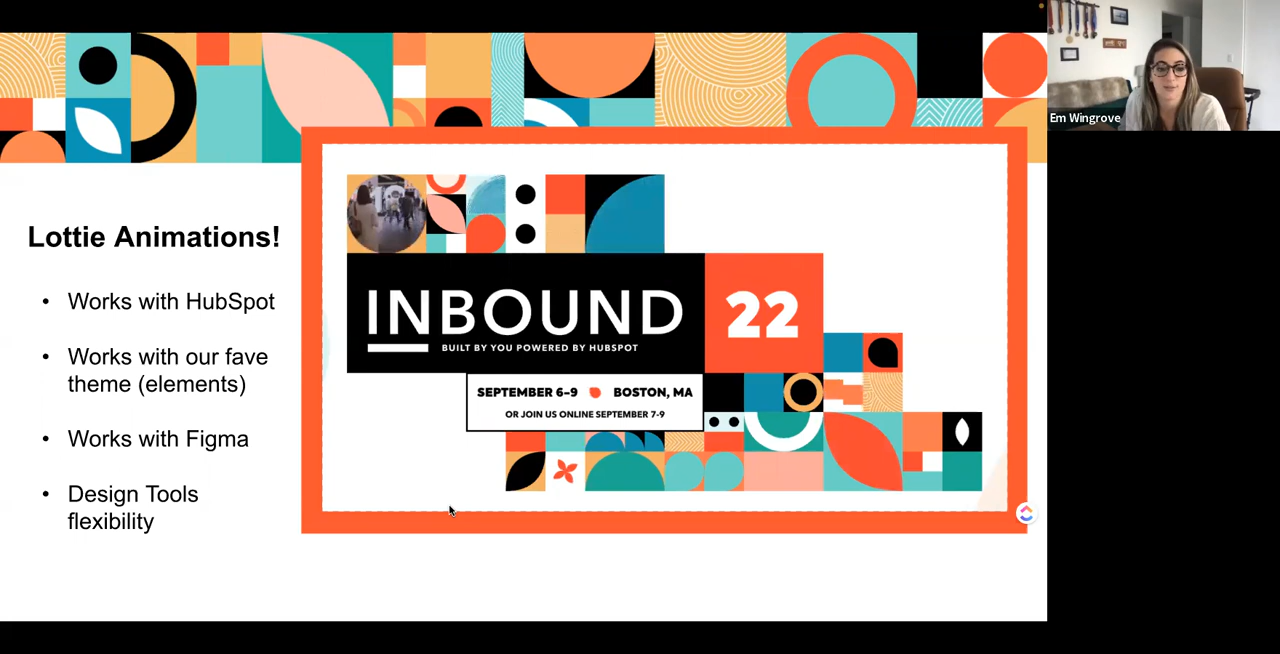 Em Wingrove
Lottie Animations!
• Works with HubSpot
• Works with our fave
theme (elements)
• Works with Figma
• Design Tools
flexibility
INBOUND
22
BUILT BY YOU POWERED BY HUBSPOT
SEPTEMBER 6-9 BOSTON, MA
OR JOIN US ONLINE SEPTEMBER 7-9